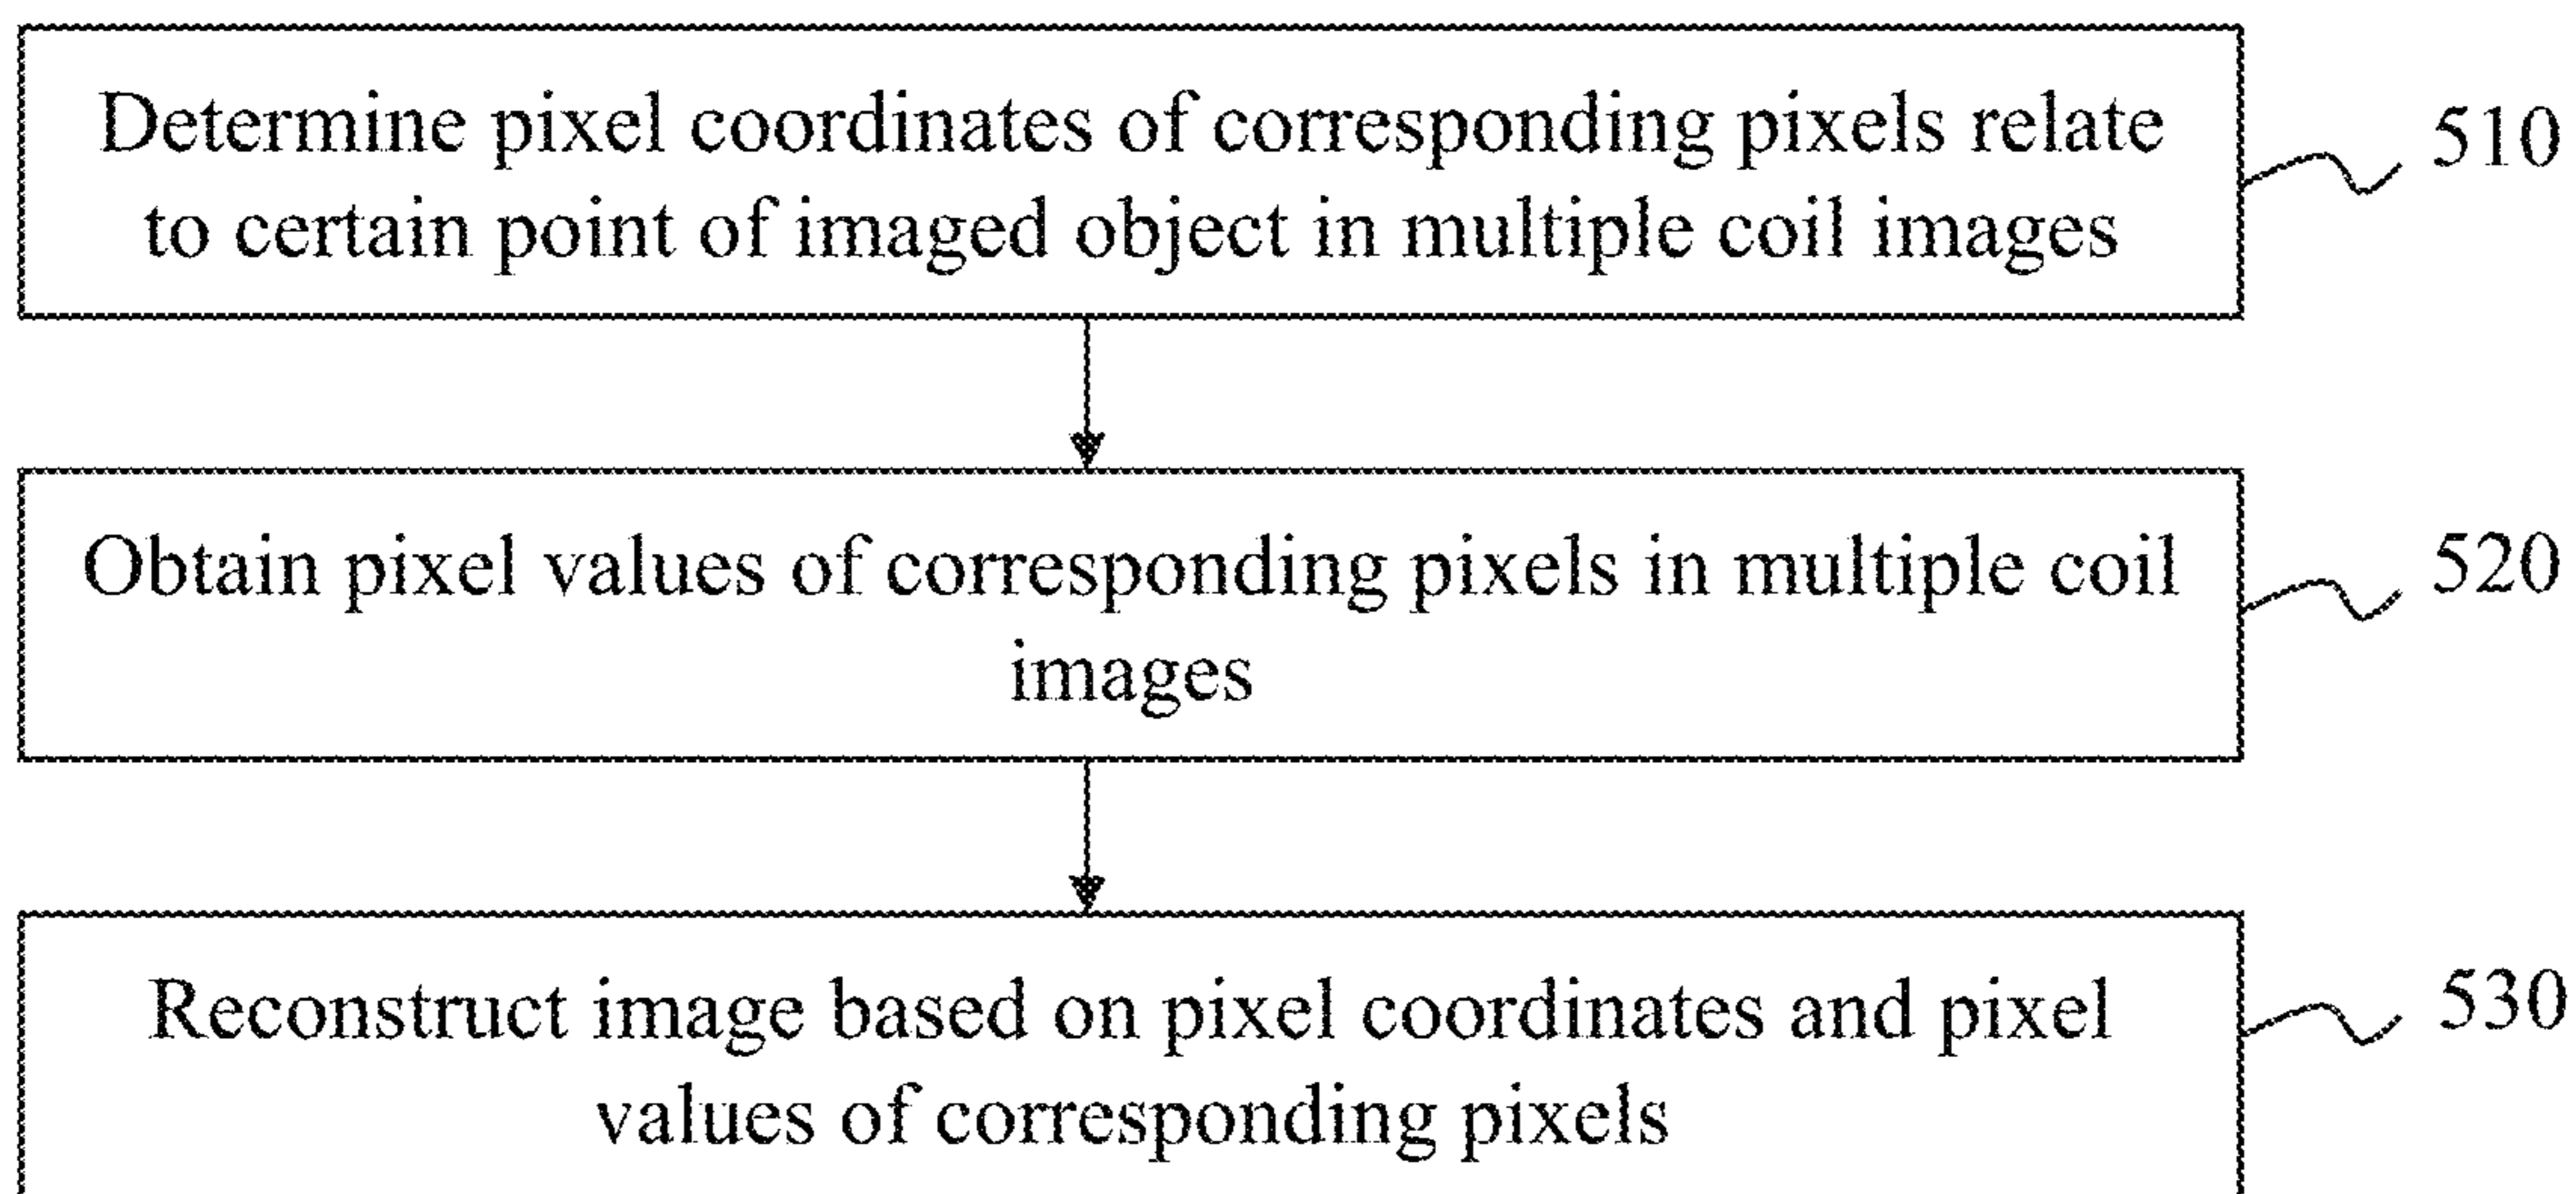 Determine pixel coordinates of corresponding pixels relate
to certain point of imaged object in multiple coil images
510
Obtain pixel values of corresponding pixels in multiple coil
images
520
Reconstruct image based on pixel coordinates and pixel
values of corresponding pixels
530